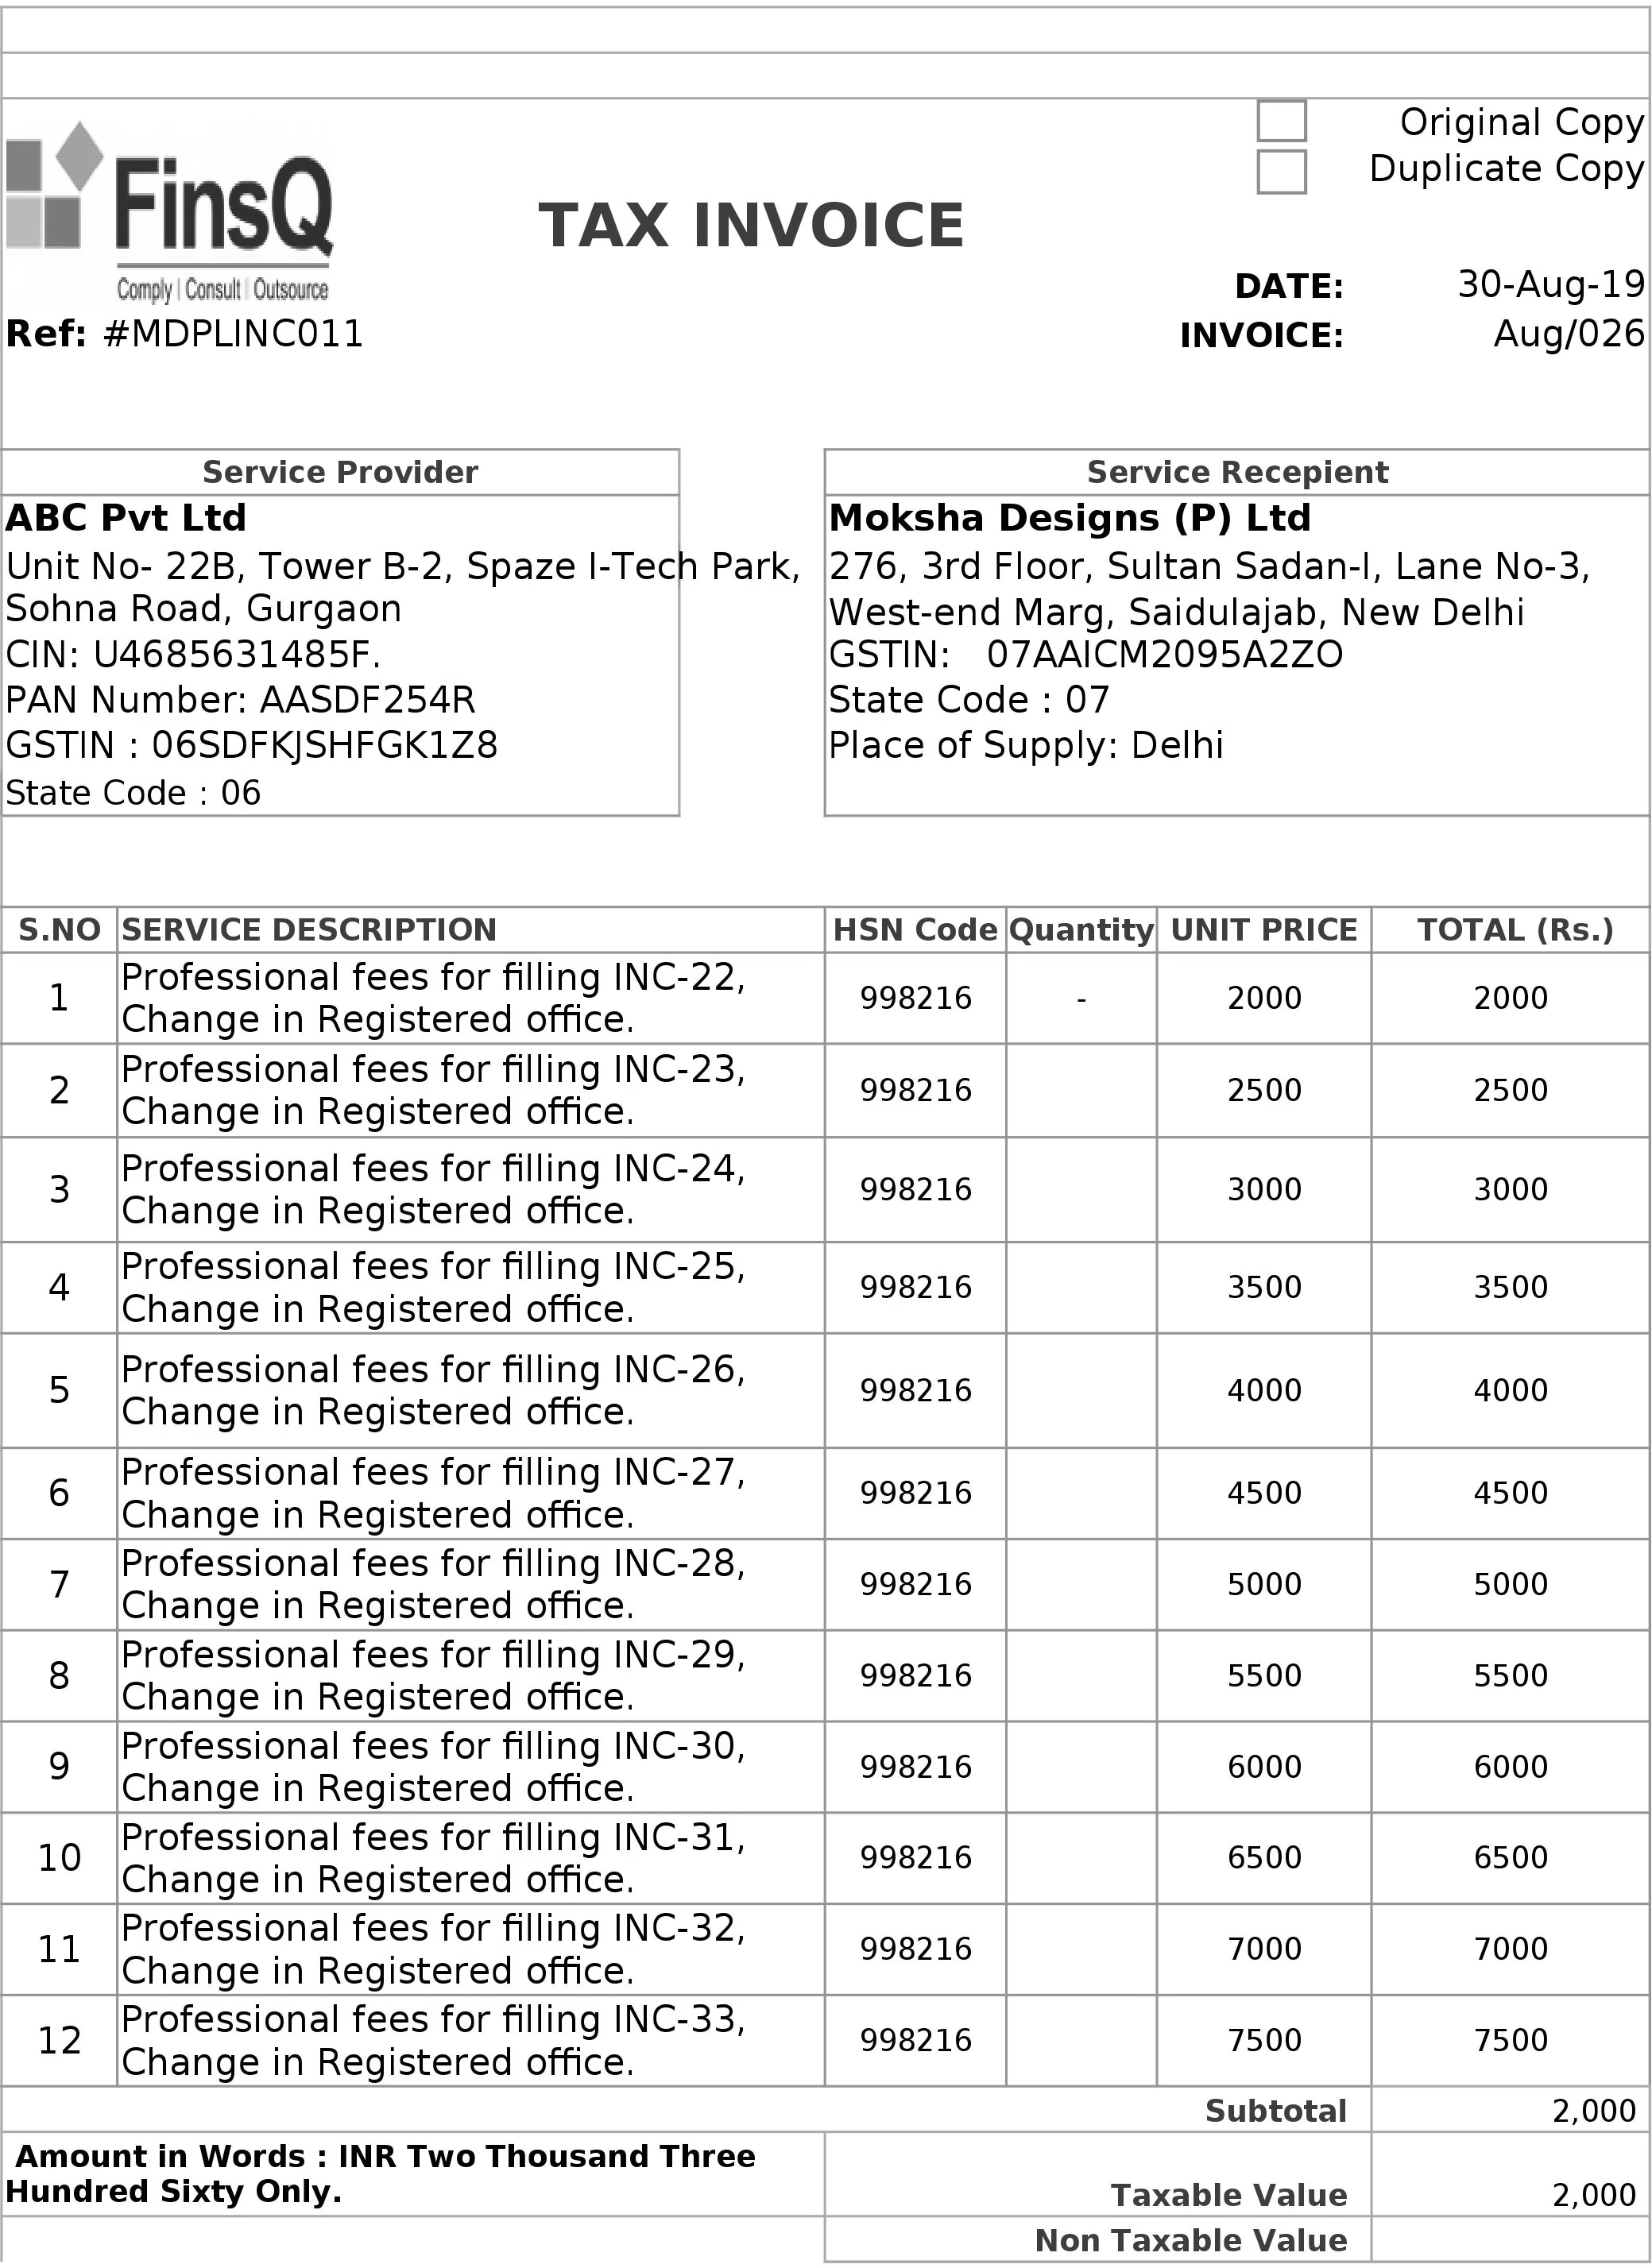 Original Copy
Duplicate Copy
FinsQ
Comply | Consult | Outsource
TAX INVOICE
DATE: 30-Aug-19
Ref: #MDPLINC011
INVOICE: Aug/026
Service Provider
ABC Pvt Ltd
Unit No- 22B, Tower B-2, Spaze I-Tech Park,
Sohna Road, Gurgaon
CIN: U4685631485F.
PAN Number: AASDF254R
GSTIN : 06SDFKJSHFGK1Z8
State Code : 06
Service Recepient
Moksha Designs (P) Ltd
276, 3rd Floor, Sultan Sadan-I, Lane No-3,
West-end Marg, Saidulajab, New Delhi
GSTIN: 07AAICM2095A2ZO
State Code : 07
Place of Supply: Delhi
S.NO SERVICE DESCRIPTION HSN Code Quantity UNIT PRICE TOTAL (Rs.)
1 Professional fees for filling INC-22, 998216 - 2000 2000
Change in Registered office.
2 Professional fees for filling INC-23, 998216 2500 2500
Change in Registered office.
3 Professional fees for filling INC-24, 998216 3000 3000
Change in Registered office.
4 Professional fees for filling INC-25, 998216 3500 3500
Change in Registered office.
5 Professional fees for filling INC-26, 998216 4000 4000
Change in Registered office.
6 Professional fees for filling INC-27, 998216 4500 4500
Change in Registered office.
7 Professional fees for filling INC-28, 998216 5000 5000
Change in Registered office.
8 Professional fees for filling INC-29, 998216 5500 5500
Change in Registered office.
9 Professional fees for filling INC-30, 998216 6000 6000
Change in Registered office.
10 Professional fees for filling INC-31, 998216 6500 6500
Change in Registered office.
11 Professional fees for filling INC-32, 998216 7000 7000
Change in Registered office.
12 Professional fees for filling INC-33, 998216 7500 7500
Change in Registered office.
Subtotal 2,000
Amount in Words : INR Two Thousand Three
Hundred Sixty Only.
Taxable Value 2,000
Non Taxable Value